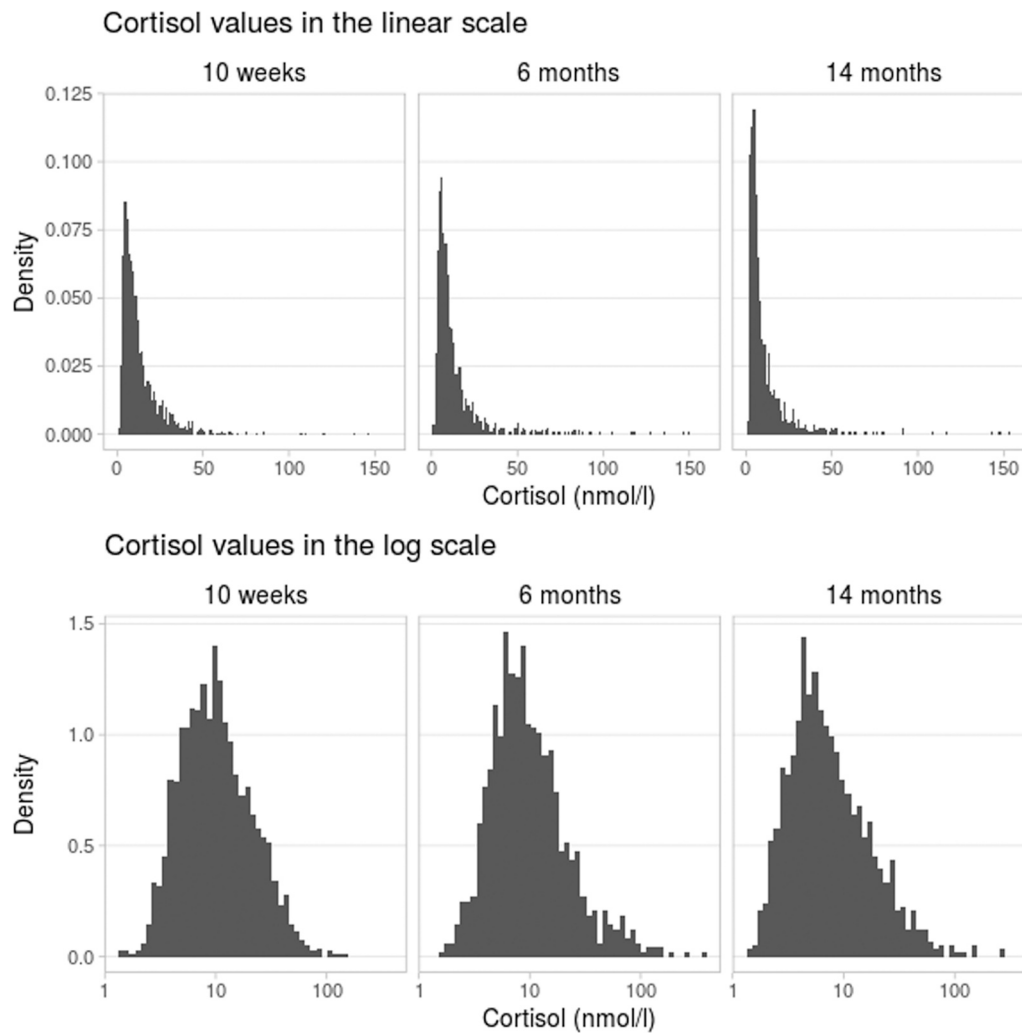 Cortisol values in the linear scale
10 weeks 6 months 14 months
0.125
0.100
0.075
0.050
0.025
0.000
Density
0 50 100 150 0 50 100 150 0 50 100 150
Cortisol (nmol/l)
Cortisol values in the log scale
10 weeks 6 months 14 months
1.5
1.0
0.5
0.0
Density
1 10 100 1 10 100 1 10 100
Cortisol (nmol/l)